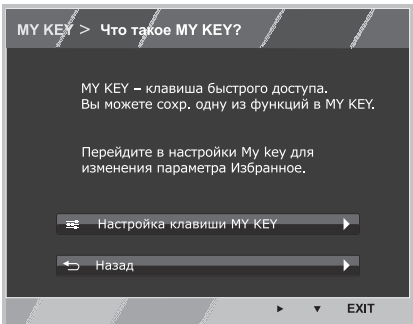 MY KEY > Что такое MY KEY?
MY KEY – клавиша быстрого доступа.
Вы можете сохр. одну из функций в MY KEY.
Перейдите в настройки My key для
изменения параметра Избранное.
Настройка клавиши MY KEY
Назад
EXIT